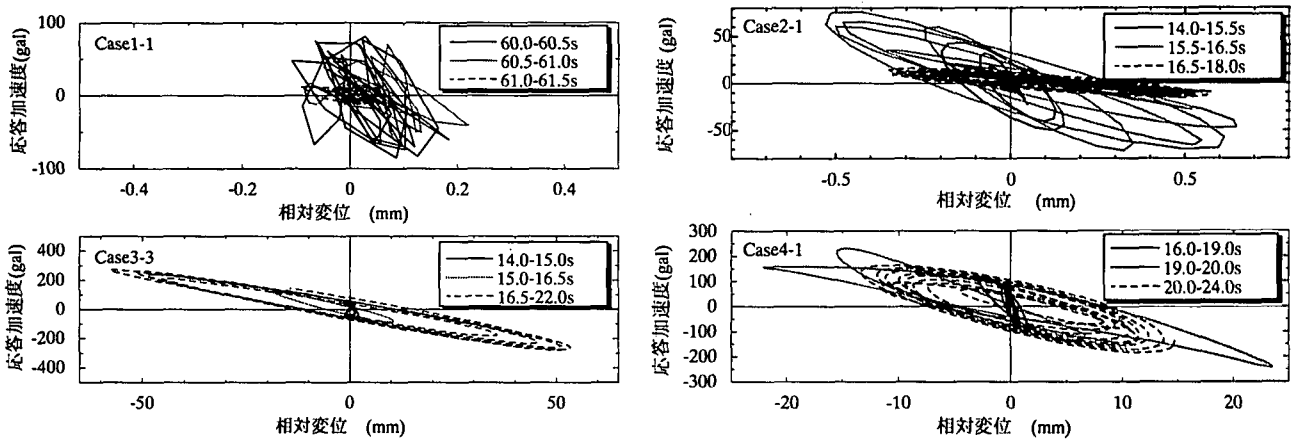 Case1-1
60.0-60.5s
60.5-61.0s
61.0-61.5s
応答加速度(gal)
100
0
-100
-0.4
-0.2
0
0.2
0.4
相対変位 (mm)
Case2-1
14.0-15.5s
15.5-16.5s
16.5-18.0s
応答加速度(gal)
50
0
-50
-0.5
0
0.5
相対変位 (mm)
Case3-3
14.0-15.0s
15.0-16.5s
16.5-22.0s
応答加速度(gal)
400
200
0
-200
-400
-50
0
50
相対変位 (mm)
Case4-1
16.0-19.0s
19.0-20.0s
20.0-24.0s
応答加速度(gal)
300
200
100
0
-100
-200
-300
-20
-10
0
10
20
相対変位 (mm)